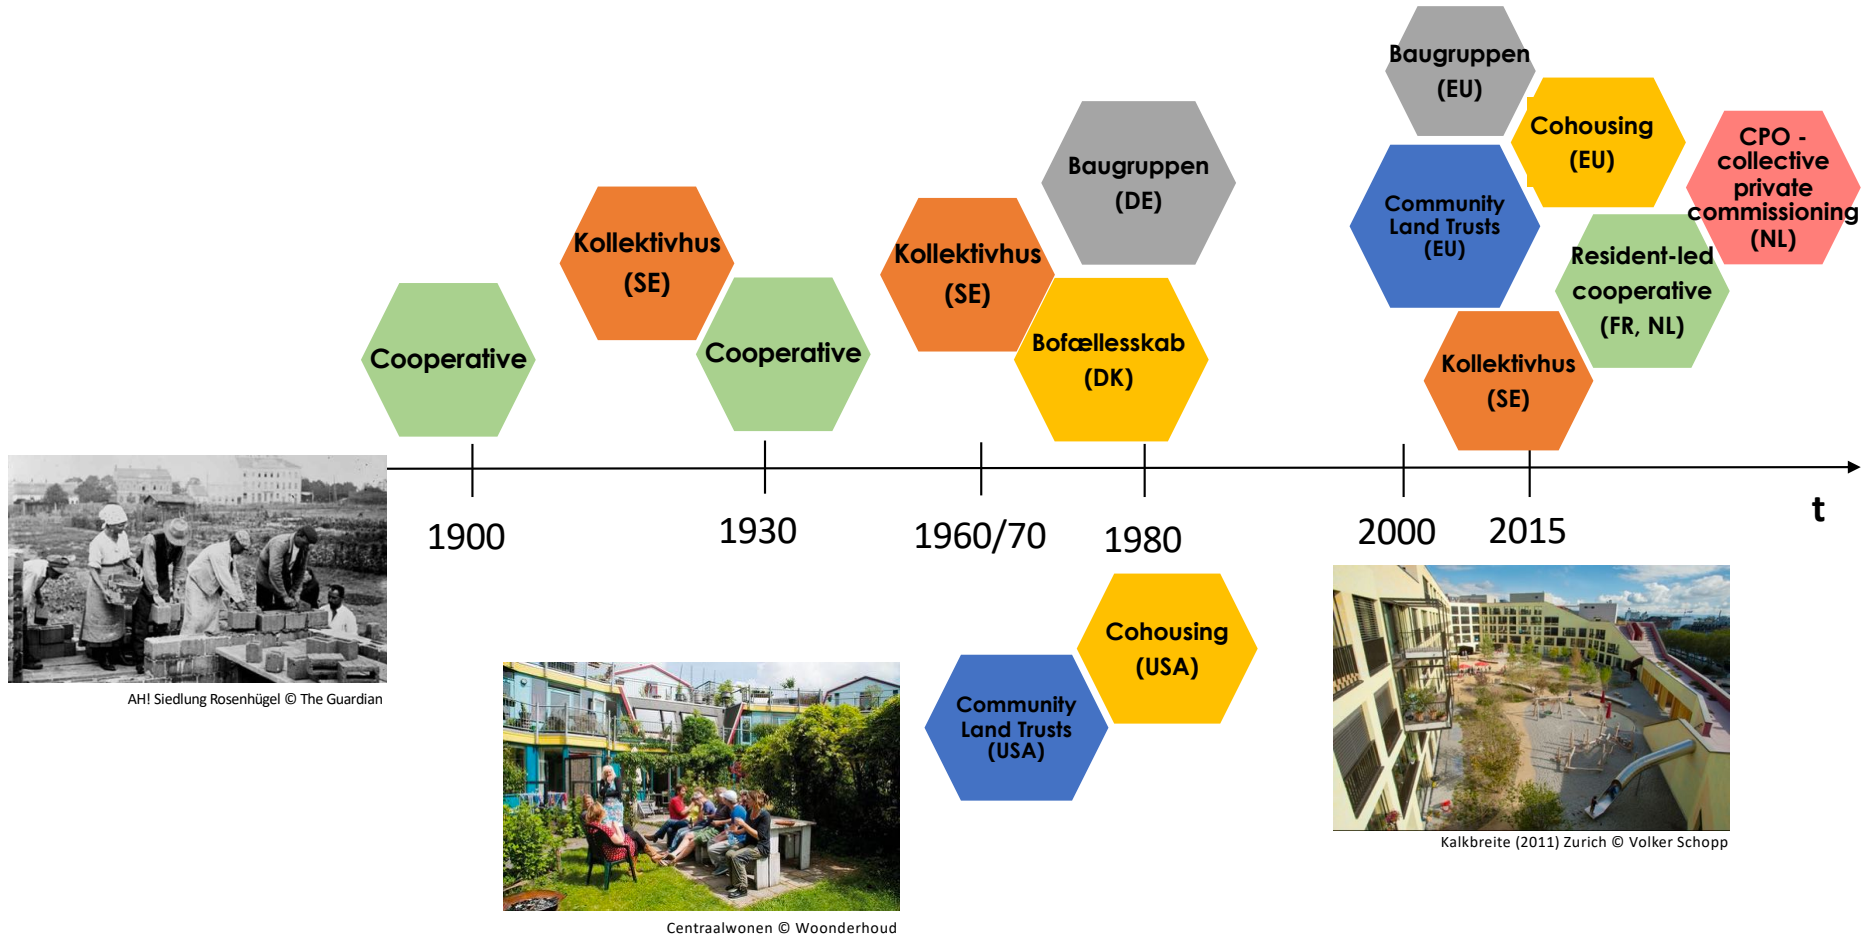 Baugruppen
(EU)
Cohousing
(EU)
CPO -
collective
private
commissioning
(NL)
Baugruppen
(DE)
Community
Land Trusts
(EU)
Kollektivhus
(SE)
Kollektivhus
(SE)
Resident-led
cooperative
(FR, NL)
Cooperative
Cooperative
Bofællesskab
(DK)
Kollektivhus
(SE)
1900
1930
1960/70
1980
2000
2015
t
AH! Siedlung Rosenhügel © The Guardian
Cohousing
(USA)
Community
Land Trusts
(USA)
Kalkbreite (2011) Zurich © Volker Schopp
Centraalwonen © Woonderhoud